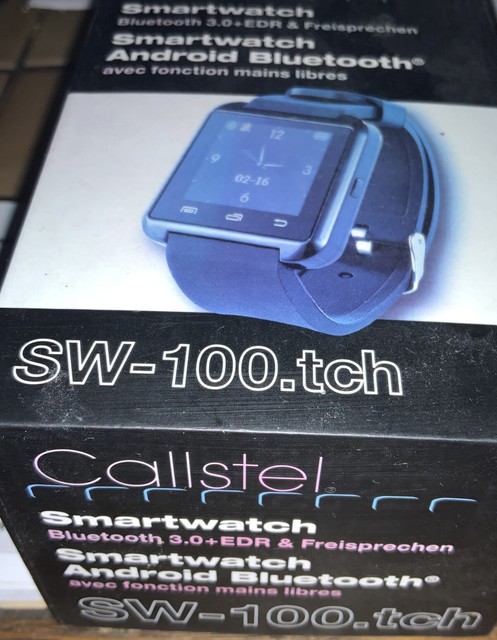 Smartwatch
Bluetooth 3.0+EDR & Freisprechen
Smartwatch
Android Bluetooth®
avec fonction mains libres
12
9
3
02-16
6
SW-100.tch
Callstel
Smartwatch
Bluetooth 3.0+EDR & Freisprechen
Smartwatch
Android Bluetooth®
avec fonction mains libres
SW-100.tch